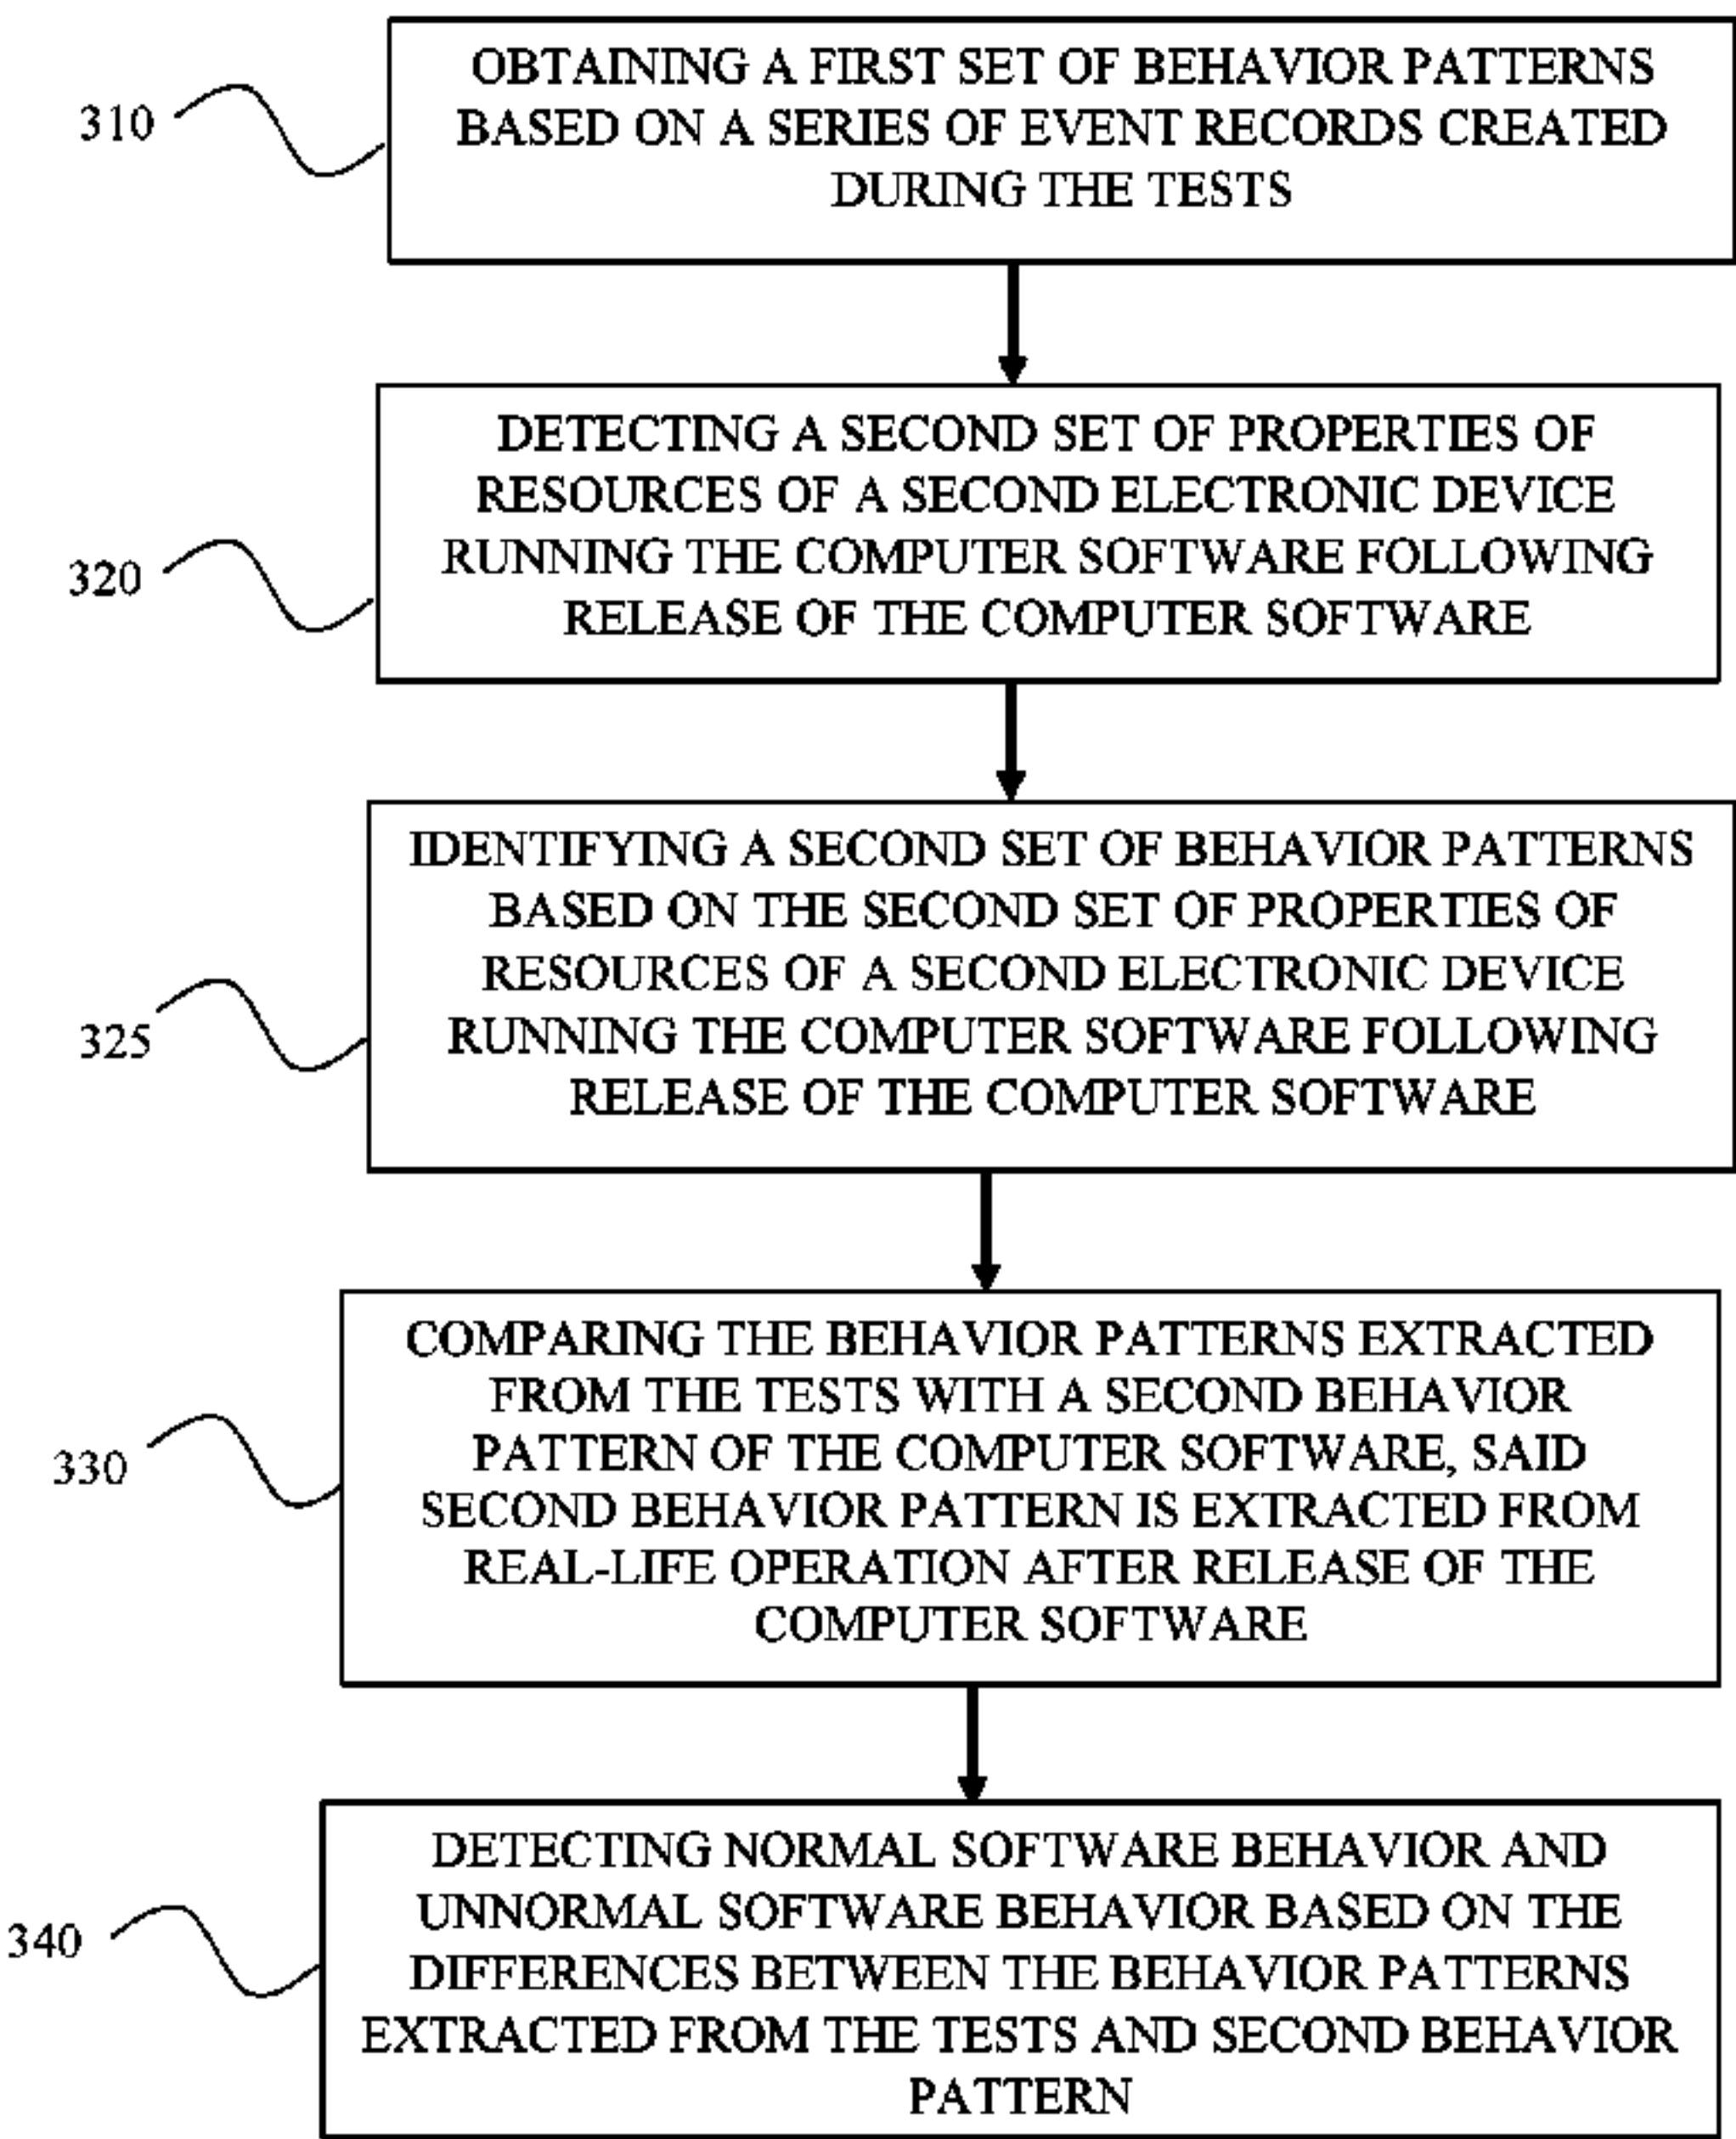 OBTAINING A FIRST SET OF BEHAVIOR PATTERNS
BASED ON A SERIES OF EVENT RECORDS CREATED
DURING THE TESTS
310
DETECTING A SECOND SET OF PROPERTIES OF
RESOURCES OF A SECOND ELECTRONIC DEVICE
RUNNING THE COMPUTER SOFTWARE FOLLOWING
RELEASE OF THE COMPUTER SOFTWARE
320
IDENTIFYING A SECOND SET OF BEHAVIOR PATTERNS
BASED ON THE SECOND SET OF PROPERTIES OF
RESOURCES OF A SECOND ELECTRONIC DEVICE
RUNNING THE COMPUTER SOFTWARE FOLLOWING
RELEASE OF THE COMPUTER SOFTWARE
325
COMPARING THE BEHAVIOR PATTERNS EXTRACTED
FROM THE TESTS WITH A SECOND BEHAVIOR
PATTERN OF THE COMPUTER SOFTWARE, SAID
SECOND BEHAVIOR PATTERN IS EXTRACTED FROM
REAL-LIFE OPERATION AFTER RELEASE OF THE
COMPUTER SOFTWARE
330
DETECTING NORMAL SOFTWARE BEHAVIOR AND
UNNORMAL SOFTWARE BEHAVIOR BASED ON THE
DIFFERENCES BETWEEN THE BEHAVIOR PATTERNS
EXTRACTED FROM THE TESTS AND SECOND BEHAVIOR
PATTERN
340